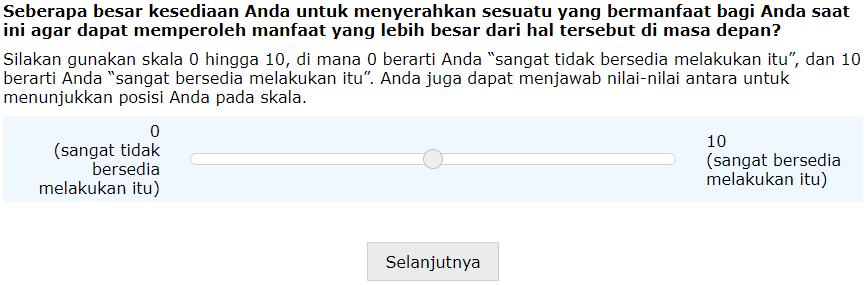 Seberapa besar kesediaan Anda untuk menyerahkan sesuatu yang bermanfaat bagi Anda saat
ini agar dapat memperoleh manfaat yang lebih besar dari hal tersebut di masa depan?
Silakan gunakan skala 0 hingga 10, di mana 0 berarti Anda “sangat tidak bersedia melakukan itu”, dan 10
berarti Anda “sangat bersedia melakukan itu”. Anda juga dapat menjawab nilai-nilai antara untuk
menunjukkan posisi Anda pada skala.
0
(sangat tidak
bersedia
melakukan itu)
10
(sangat bersedia
melakukan itu)
Selanjutnya